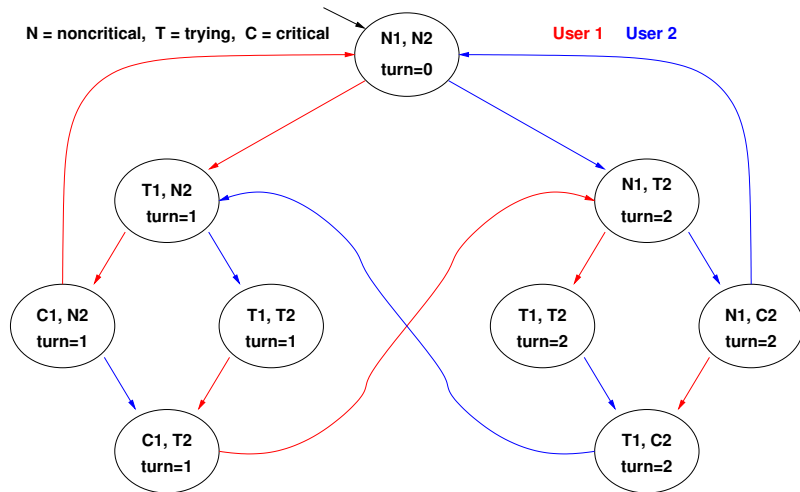 N = noncritical, T = trying, C = critical
User 1 User 2
N1, N2
turn=0
T1, N2
turn=1
N1, T2
turn=2
C1, N2
turn=1
T1, T2
turn=1
T1, T2
turn=2
N1, C2
turn=2
C1, T2
turn=1
T1, C2
turn=2